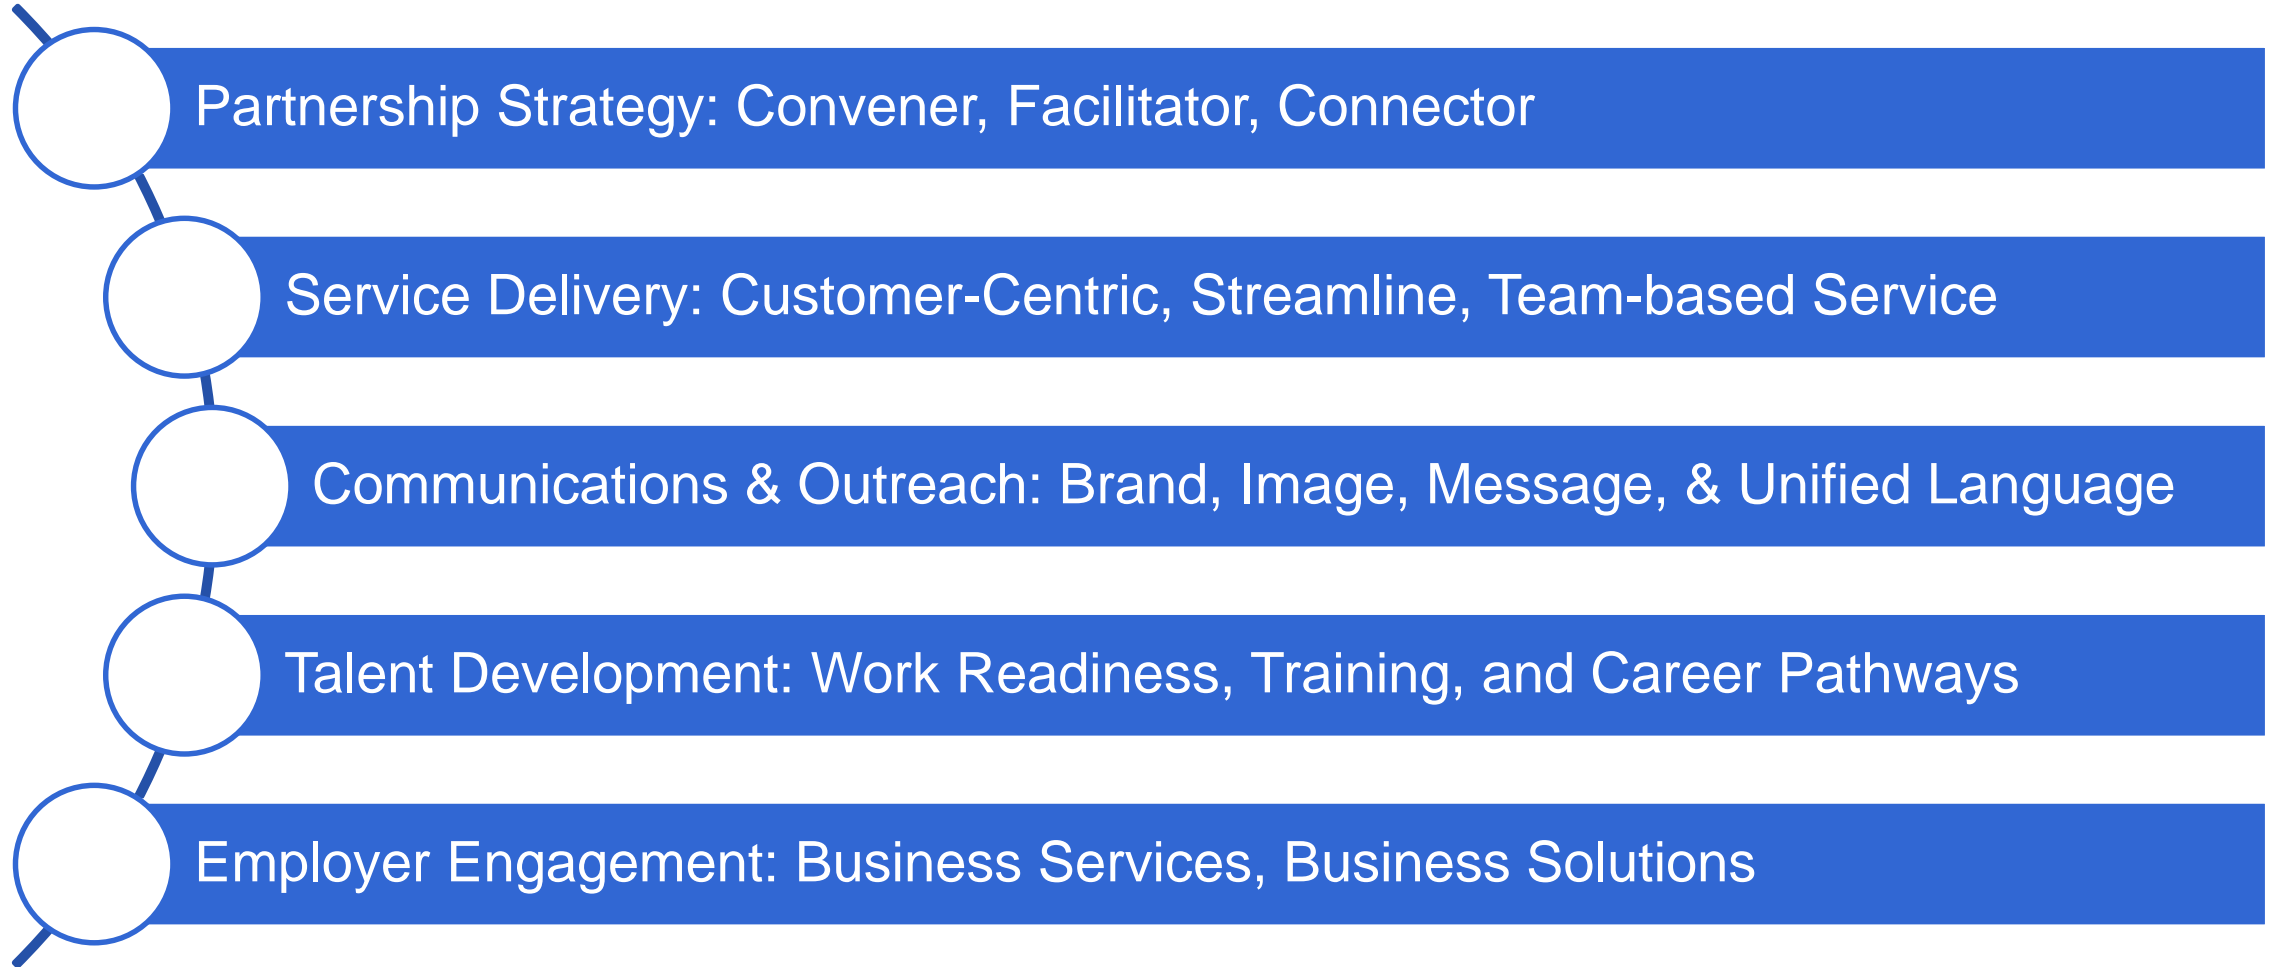 Partnership Strategy: Convener, Facilitator, Connector
Service Delivery: Customer-Centric, Streamline, Team-based Service
Communications & Outreach: Brand, Image, Message, & Unified Language
Talent Development: Work Readiness, Training, and Career Pathways
Employer Engagement: Business Services, Business Solutions